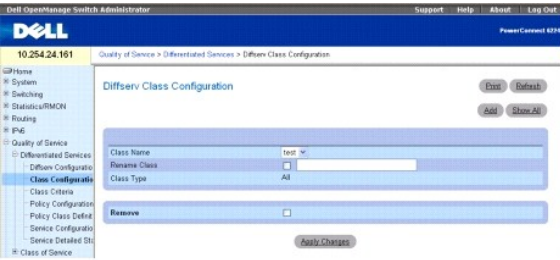 Dell OpenManage Switch Administrator
Support Help About Log Out
DELL
PowerConnect 6224
10.254.24.161
Quality of Service > Differentiated Services > Diffserv Class Configuration
Home
System
Switching
Statistics/RMON
Routing
IPv6
Quality of Service
Differentiated Services
Diffserv Configuratio
Class Configuratio
Class Criteria
Policy Configuration
Policy Class Definit
Service Configuratio
Service Detailed Sta
Class of Service
Diffserv Class Configuration
Print Refresh
Add Show All
Class Name test
Rename Class
Class Type All
Remove
Apply Changes